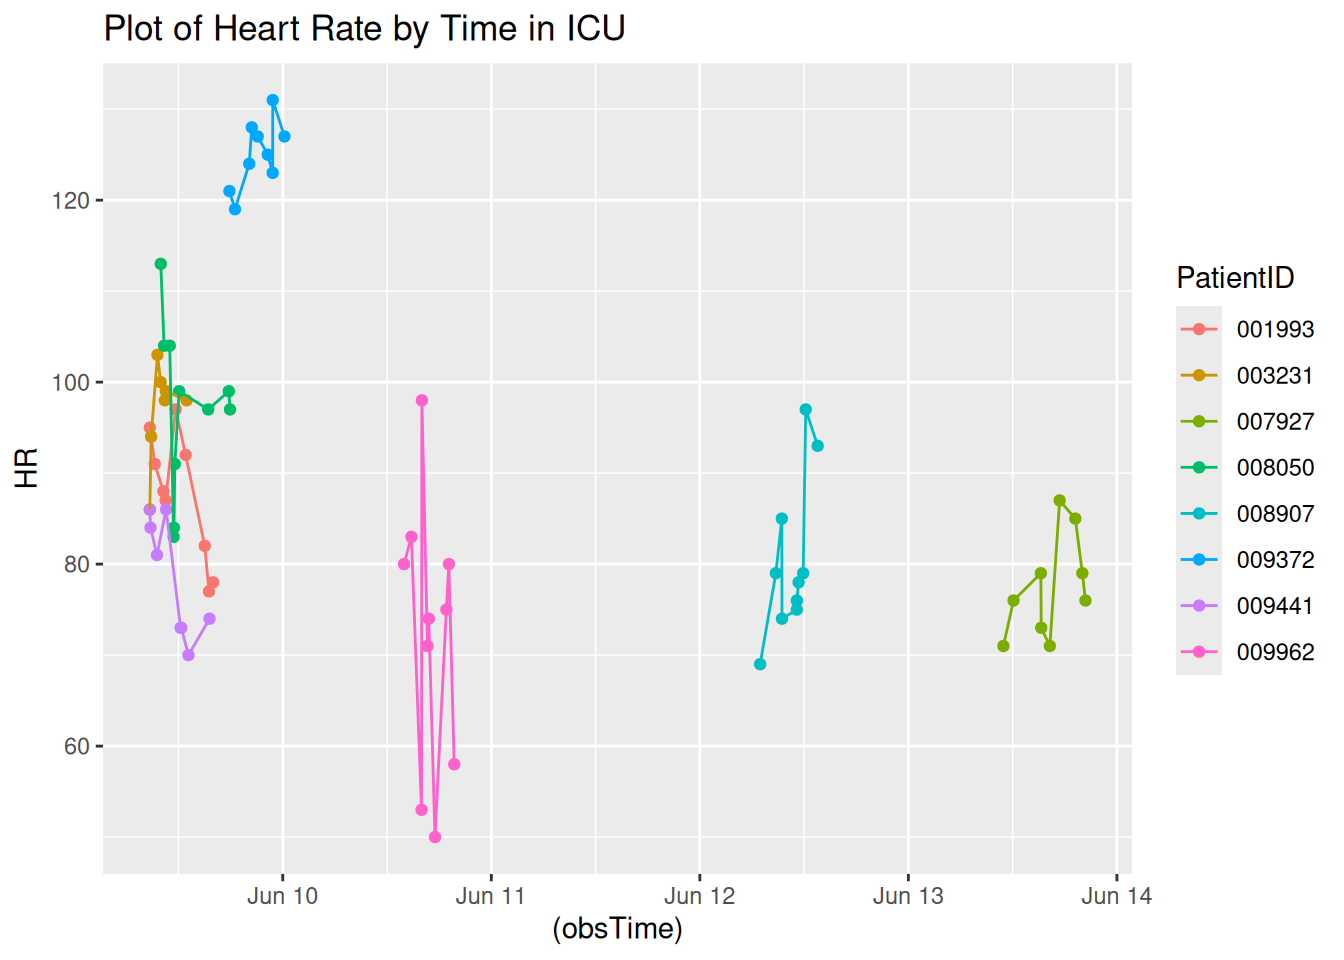 Plot of Heart Rate by Time in ICU
120
100
80
60
HR
Jun 10
Jun 11
Jun 12
Jun 13
Jun 14
(obsTime)
PatientID
001993
003231
007927
008050
008907
009372
009441
009962